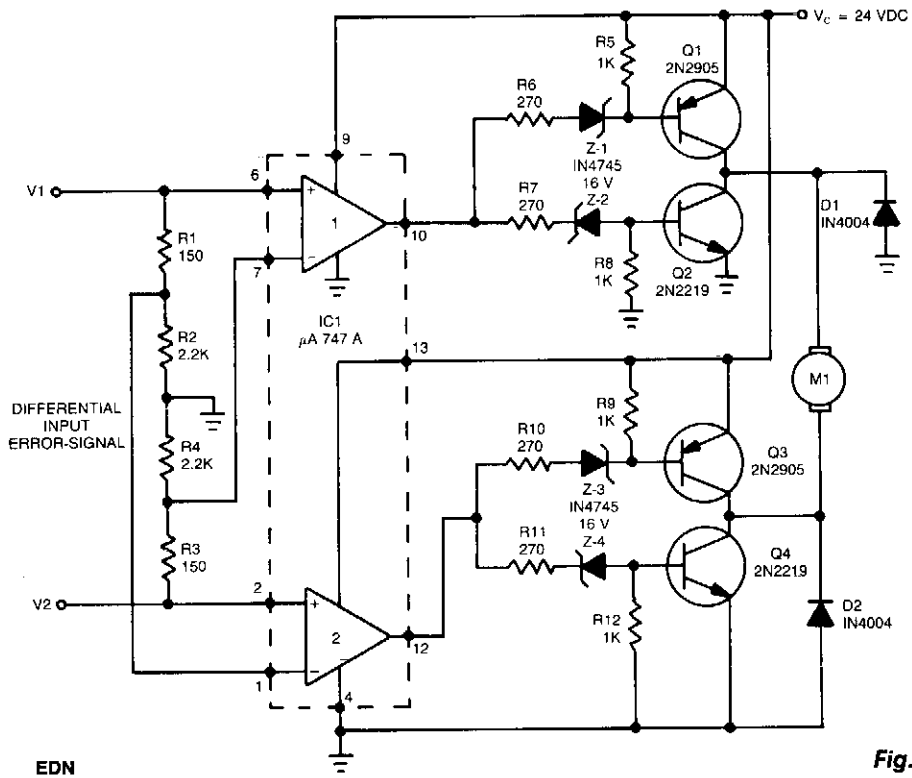 Vc = 24 VDC
R5
1K
Q1
2N2905
R6
270
9
Z-1
IN4745
16 V
Z-2
V1
6
+
1
10
R7
270
D1
IN4004
R1
150
7
−
R8
1K
Q2
2N2219
IC1
µA 747 A
R2
2.2K
13
M1
DIFFERENTIAL
INPUT
ERROR-SIGNAL
R4
2.2K
R9
1K
R10
270
Q3
2N2905
Z-3
IN4745
16 V
Z-4
R3
150
R11
270
Q4
2N2219
V2
2
+
2
12
D2
IN4004
R12
1K
−
1
4
EDN
Fig.